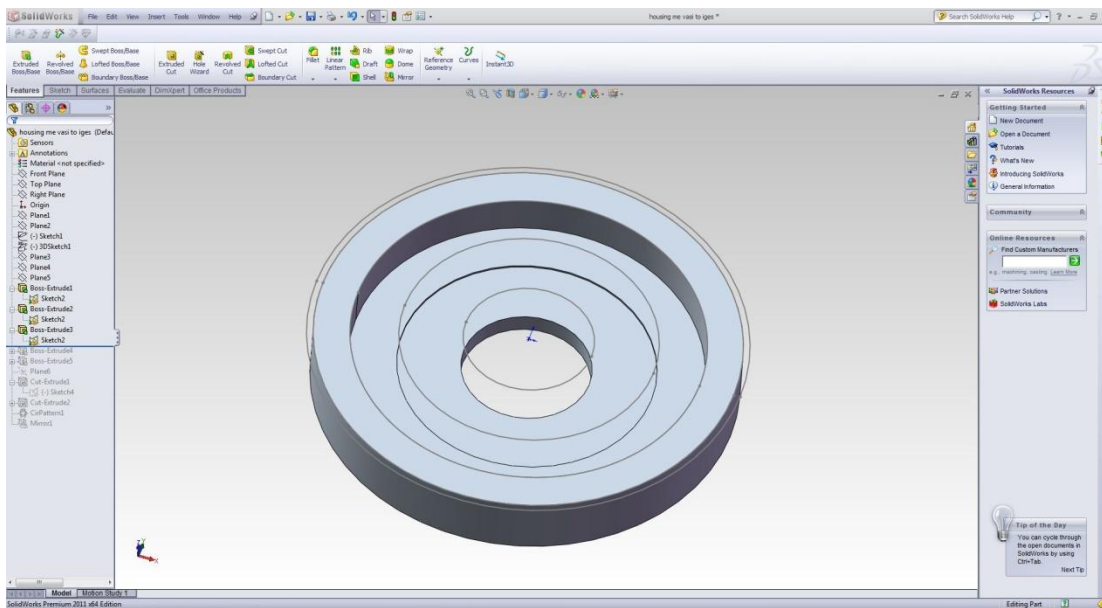 SolidWorks File Edit View Insert Tools Window Help housing me vasi to iges * Search SolidWorks Help
Extruded Boss/Base Revolved Boss/Base Swept Boss/Base Lofted Boss/Base Boundary Boss/Base Extruded Cut Hole Wizard Revolved Cut Swept Cut Lofted Cut Boundary Cut Fillet Linear Pattern Rib Draft Shell Wrap Dome Mirror Reference Geometry Curves Instant3D
Features Sketch Surfaces Evaluate DimXpert Office Products
housing me vasi to iges (Defau
Sensors
Annotations
Material <not specified>
Front Plane
Top Plane
Right Plane
Origin
Plane1
Plane2
(-) Sketch1
(-) 3DSketch1
Plane3
Plane4
Plane5
Boss-Extrude1
Sketch2
Boss-Extrude2
Sketch2
Boss-Extrude3
Sketch2
Boss-Extrude4
Boss-Extrude5
Plane6
Cut-Extrude1
(-) Sketch4
Cut-Extrude2
CirPattern1
Mirror1
SolidWorks Resources
Getting Started
New Document
Open a Document
Tutorials
What's New
Introducing SolidWorks
General Information
Community
Online Resources
Find Custom Manufacturers
e.g. machining, casting Learn More
Partner Solutions
SolidWorks Labs
Tip of the Day
You can cycle through
the open documents in
SolidWorks by using
Ctrl+Tab.
Next Tip
Model Motion Study 1
SolidWorks Premium 2011 x64 Edition Editing Part